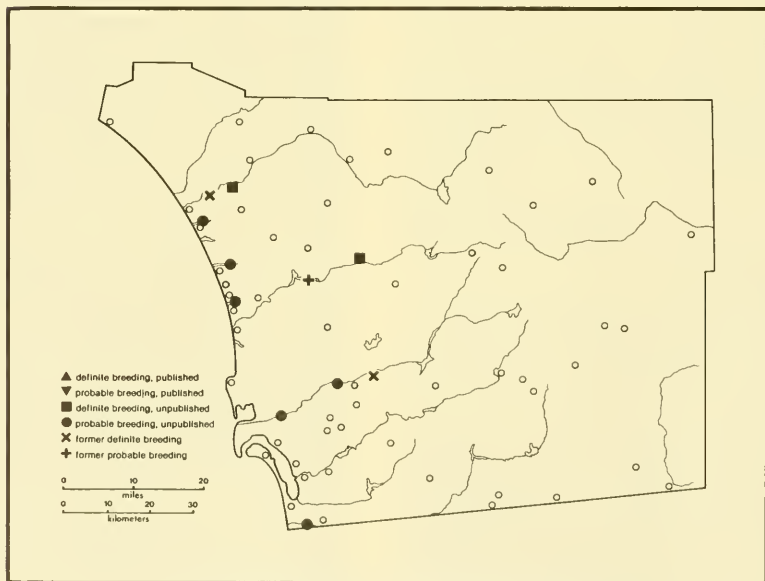 definite breeding, published
probable breeding, published
definite breeding, unpublished
probable breeding, unpublished
former definite breeding
former probable breeding
0 10 20
miles
0 10 20 30
kilometers